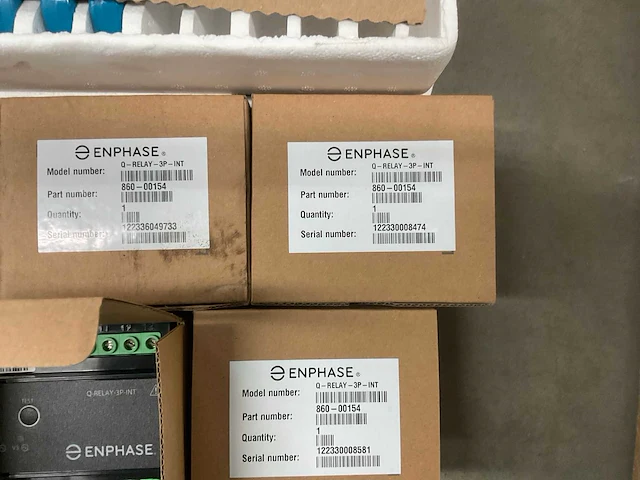 ENPHASE®
Model number: Q-RELAY-3P-INT
Part number: 860-00154
Quantity: 1
Serial number: 122336049733
ENPHASE®
Model number: Q-RELAY-3P-INT
Part number: 860-00154
Quantity: 1
Serial number: 122330008474
Q-RELAY-3P-INT
TEST
ENPHASE
ENPHASE®
Model number: Q-RELAY-3P-INT
Part number: 860-00154
Quantity: 1
Serial number: 122330008581